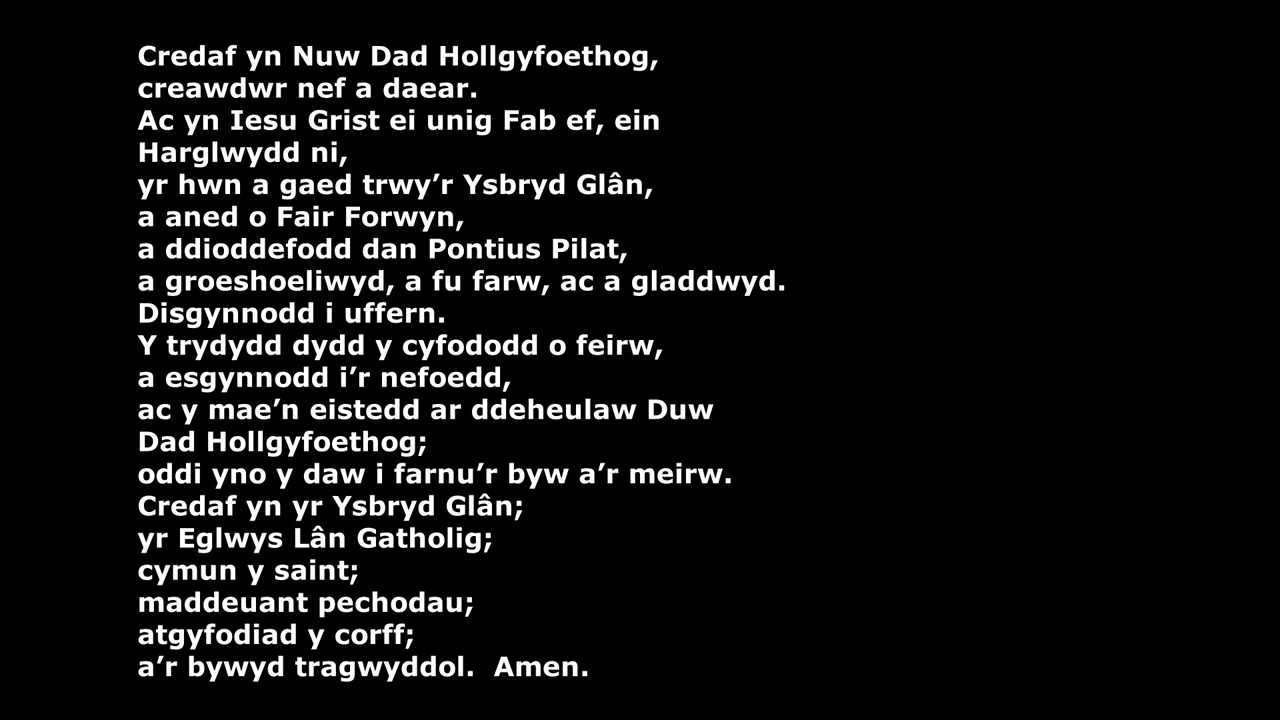 Credaf yn Nuw Dad Hollgyfoethog,
creawdwr nef a daear.
Ac yn Iesu Grist ei unig Fab ef, ein
Harglwydd ni,
yr hwn a gaed trwy’r Ysbryd Glân,
a aned o Fair Forwyn,
a ddioddefodd dan Pontius Pilat,
a groeshoeliwyd, a fu farw, ac a gladdwyd.
Disgynnodd i uffern.
Y trydydd dydd y cyfododd o feirw,
a esgynnodd i’r nefoedd,
ac y mae’n eistedd ar ddeheulaw Duw
Dad Hollgyfoethog;
oddi yno y daw i farnu’r byw a’r meirw.
Credaf yn yr Ysbryd Glân;
yr Eglwys Lân Gatholig;
cymun y saint;
maddeuant pechodau;
atgyfodiad y corff;
a’r bywyd tragwyddol.  Amen.